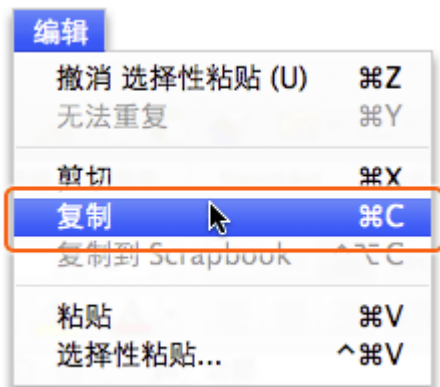 编辑
撤消 选择性粘贴 (U) ⌘Z
无法重复 ⌘Y
剪切 ⌘X
复制 ⌘C
复制到 Scrapbook ^⌥C
粘贴 ⌘V
选择性粘贴... ^⌘V